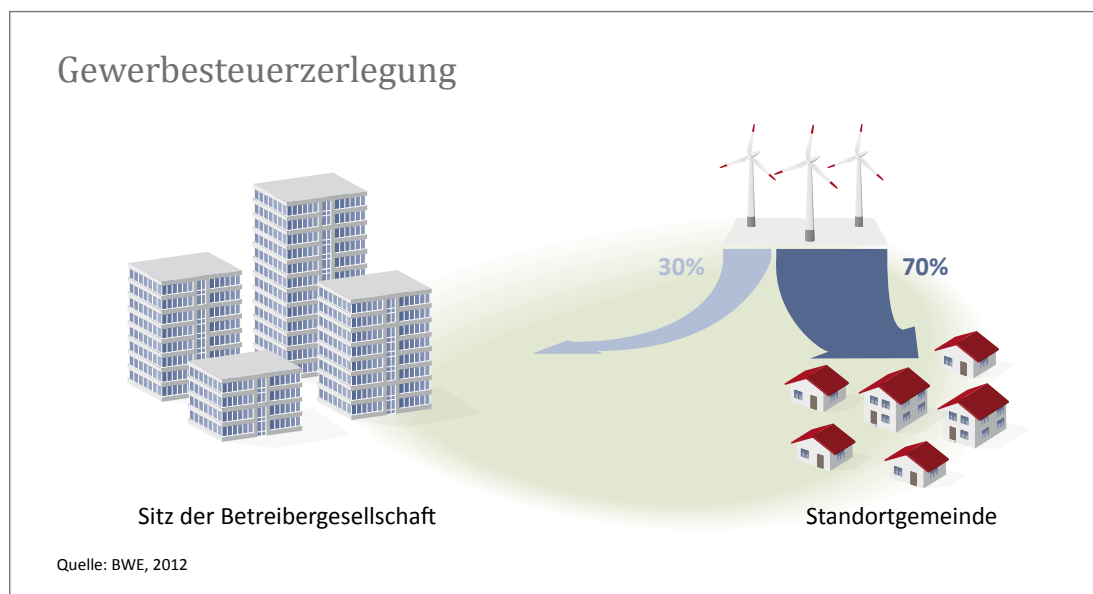 Gewerbesteuerzerlegung
30%
70%
Sitz der Betreibergesellschaft
Standortgemeinde
Quelle: BWE, 2012